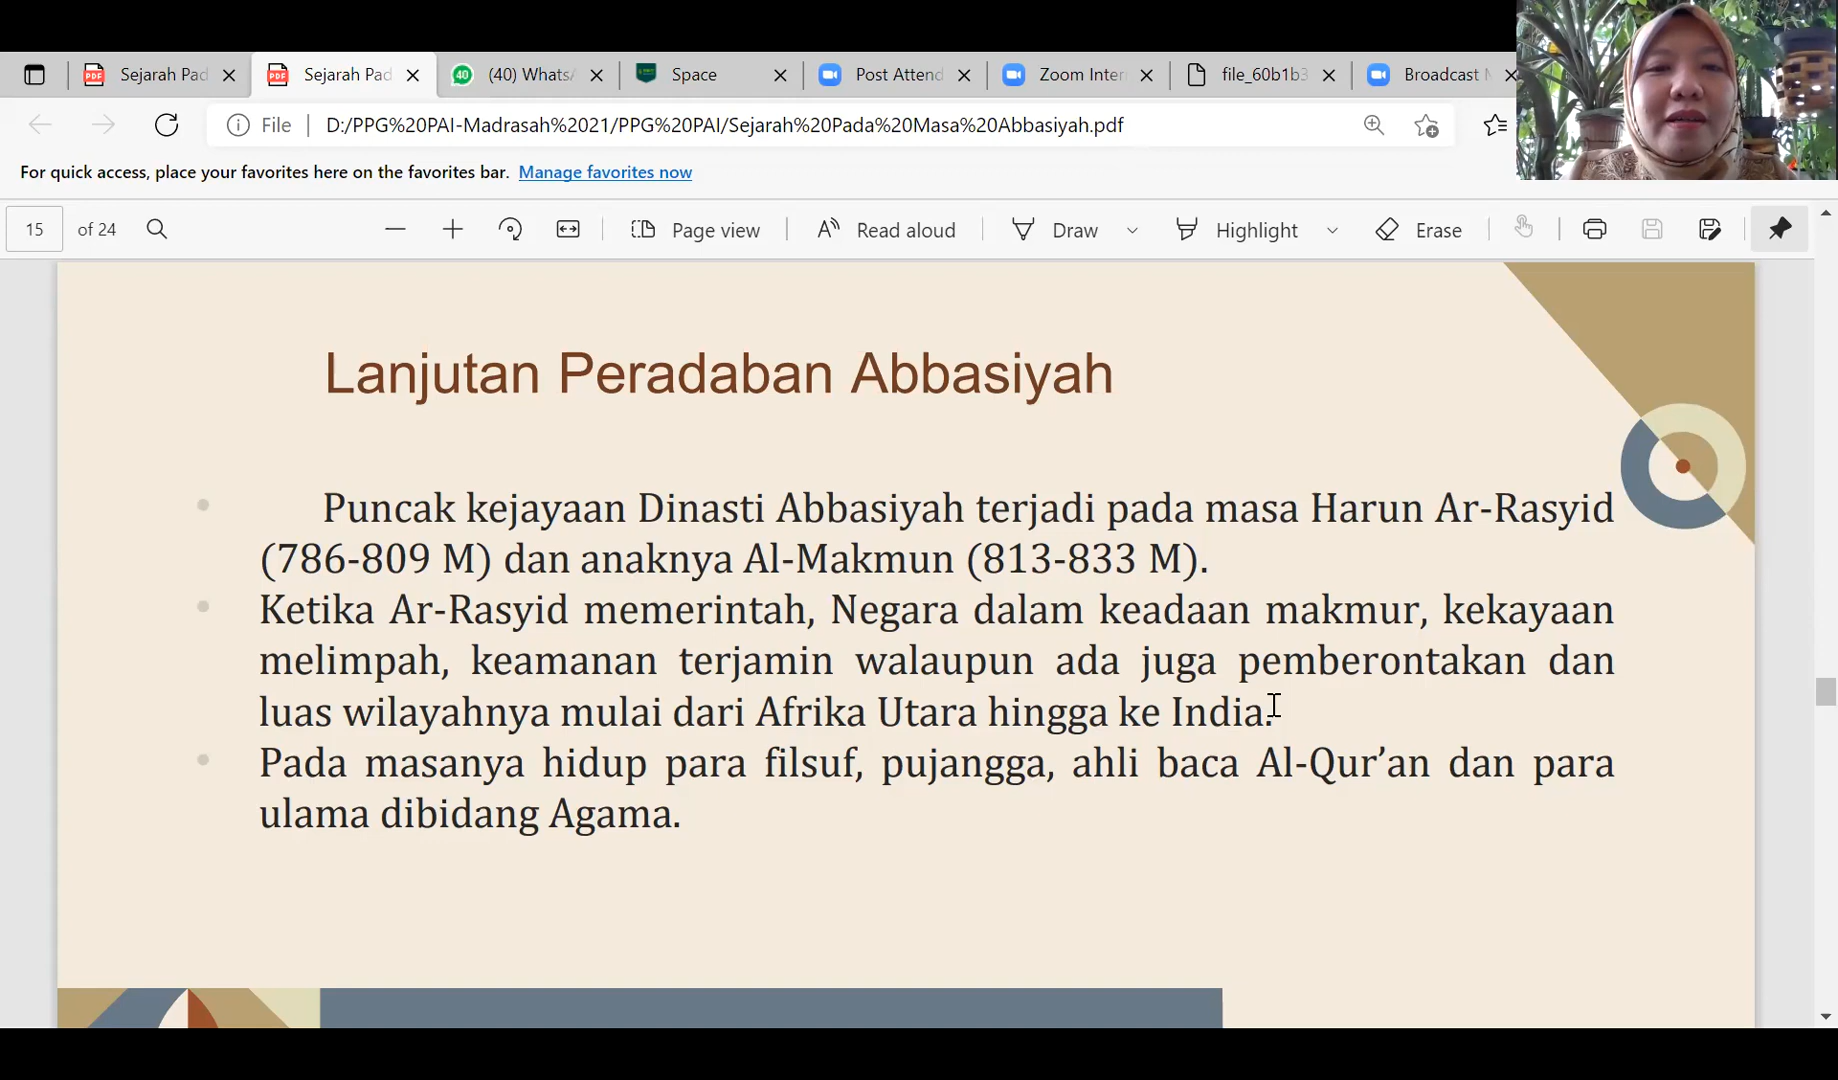 Sejarah Pad
Sejarah Pad
40
(40) Whats
Space
Post Attend
Zoom Inter
file_60b1b3
Broadcast M
File
D:/PPG%20PAI-Madrasah%2021/PPG%20PAI/Sejarah%20Pada%20Masa%20Abbasiyah.pdf
For quick access, place your favorites here on the favorites bar. Manage favorites now
15 of 24
Page view
Read aloud
Draw
Highlight
Erase
Lanjutan Peradaban Abbasiyah
Puncak kejayaan Dinasti Abbasiyah terjadi pada masa Harun Ar-Rasyid
(786-809 M) dan anaknya Al-Makmun (813-833 M).
Ketika Ar-Rasyid memerintah, Negara dalam keadaan makmur, kekayaan
melimpah, keamanan terjamin walaupun ada juga pemberontakan dan
luas wilayahnya mulai dari Afrika Utara hingga ke India.
Pada masanya hidup para filsuf, pujangga, ahli baca Al-Qur’an dan para
ulama dibidang Agama.